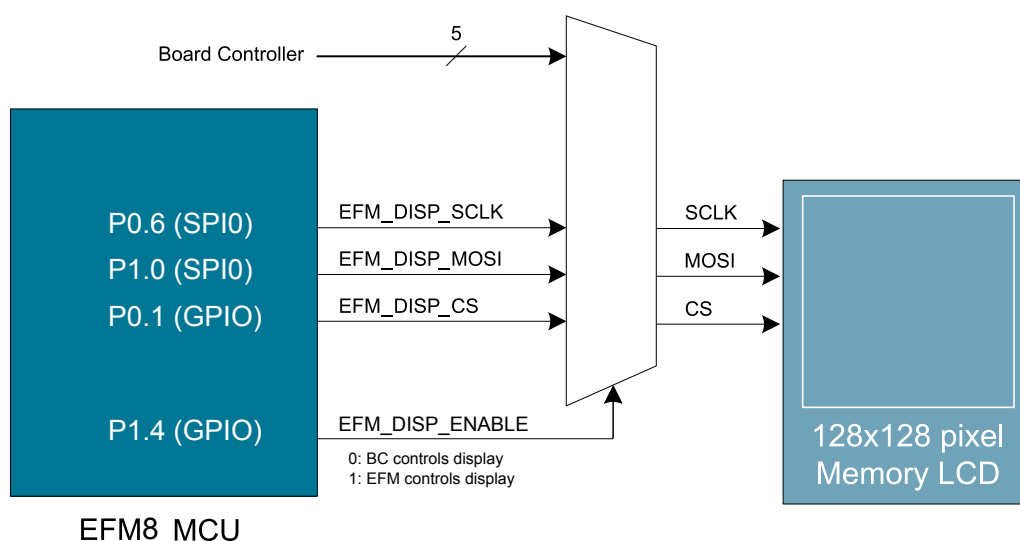 5
Board Controller
P0.6 (SPI0)
EFM_DISP_SCLK
SCLK
P1.0 (SPI0)
EFM_DISP_MOSI
MOSI
P0.1 (GPIO)
EFM_DISP_CS
CS
P1.4 (GPIO)
EFM_DISP_ENABLE
0: BC controls display
1: EFM controls display
128x128 pixel
Memory LCD
EFM8 MCU